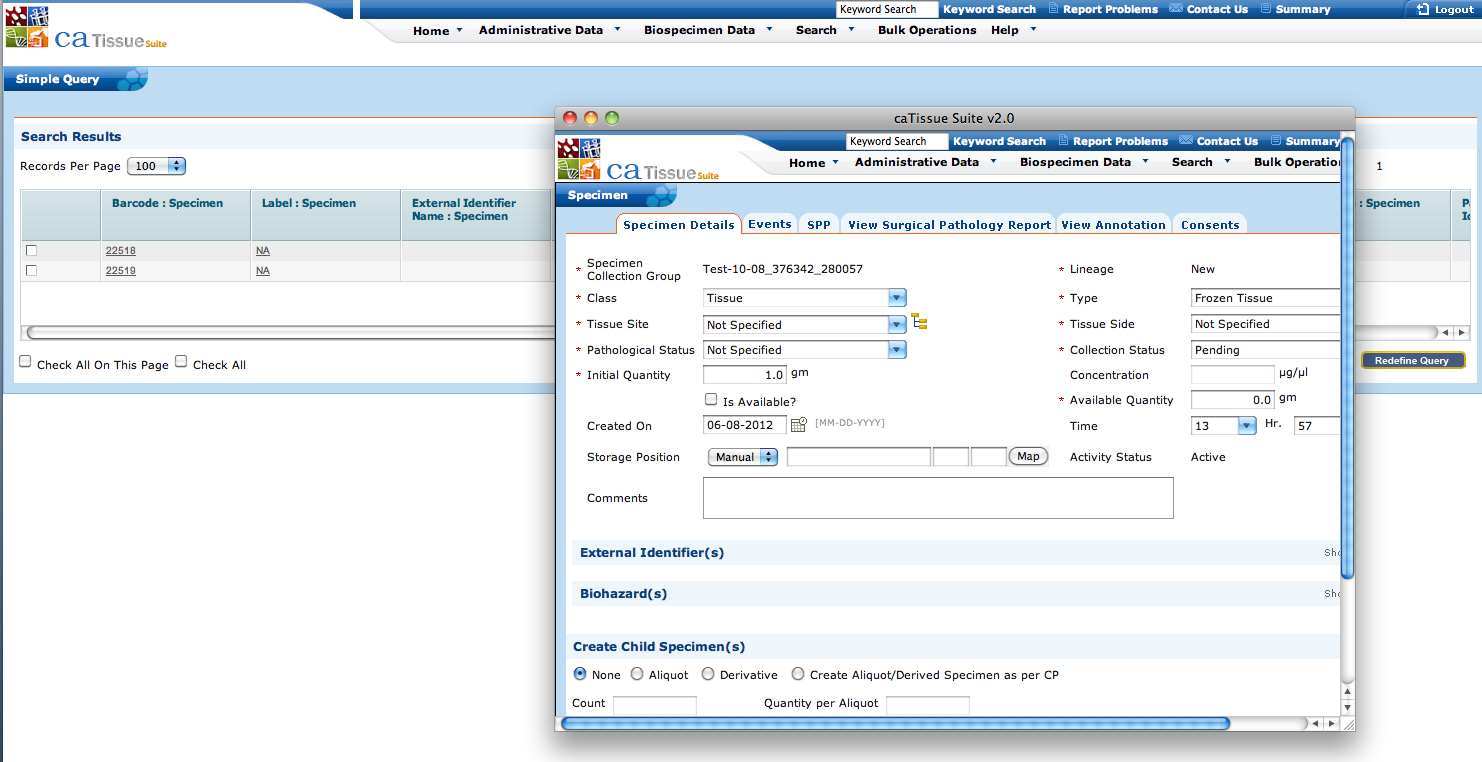 Keyword Search Keyword Search Report Problems Contact Us Summary Logout
ca Tissue Suite
Home Administrative Data Biospecimen Data Search Bulk Operations Help
Simple Query
Search Results
Records Per Page 100
1
Barcode : Specimen Label : Specimen External Identifier Name : Specimen : Specimen
22518 NA
22519 NA
Check All On This Page Check All
Redefine Query
caTissue Suite v2.0
Keyword Search Keyword Search Report Problems Contact Us Summary
ca Tissue Suite
Home Administrative Data Biospecimen Data Search Bulk Operation
Specimen
Specimen Details Events SPP View Surgical Pathology Report View Annotation Consents
* Specimen Collection Group Test-10-08_376342_280057 * Lineage New
* Class Tissue * Type Frozen Tissue
* Tissue Site Not Specified * Tissue Side Not Specified
* Pathological Status Not Specified * Collection Status Pending
* Initial Quantity 1.0 gm Concentration µg/µl
Is Available? * Available Quantity 0.0 gm
Created On 06-08-2012 [MM-DD-YYYY] Time 13 Hr. 57
Storage Position Manual Map Activity Status Active
Comments
External Identifier(s) Sho
Biohazard(s) Sho
Create Child Specimen(s)
None Aliquot Derivative Create Aliquot/Derived Specimen as per CP
Count Quantity per Aliquot